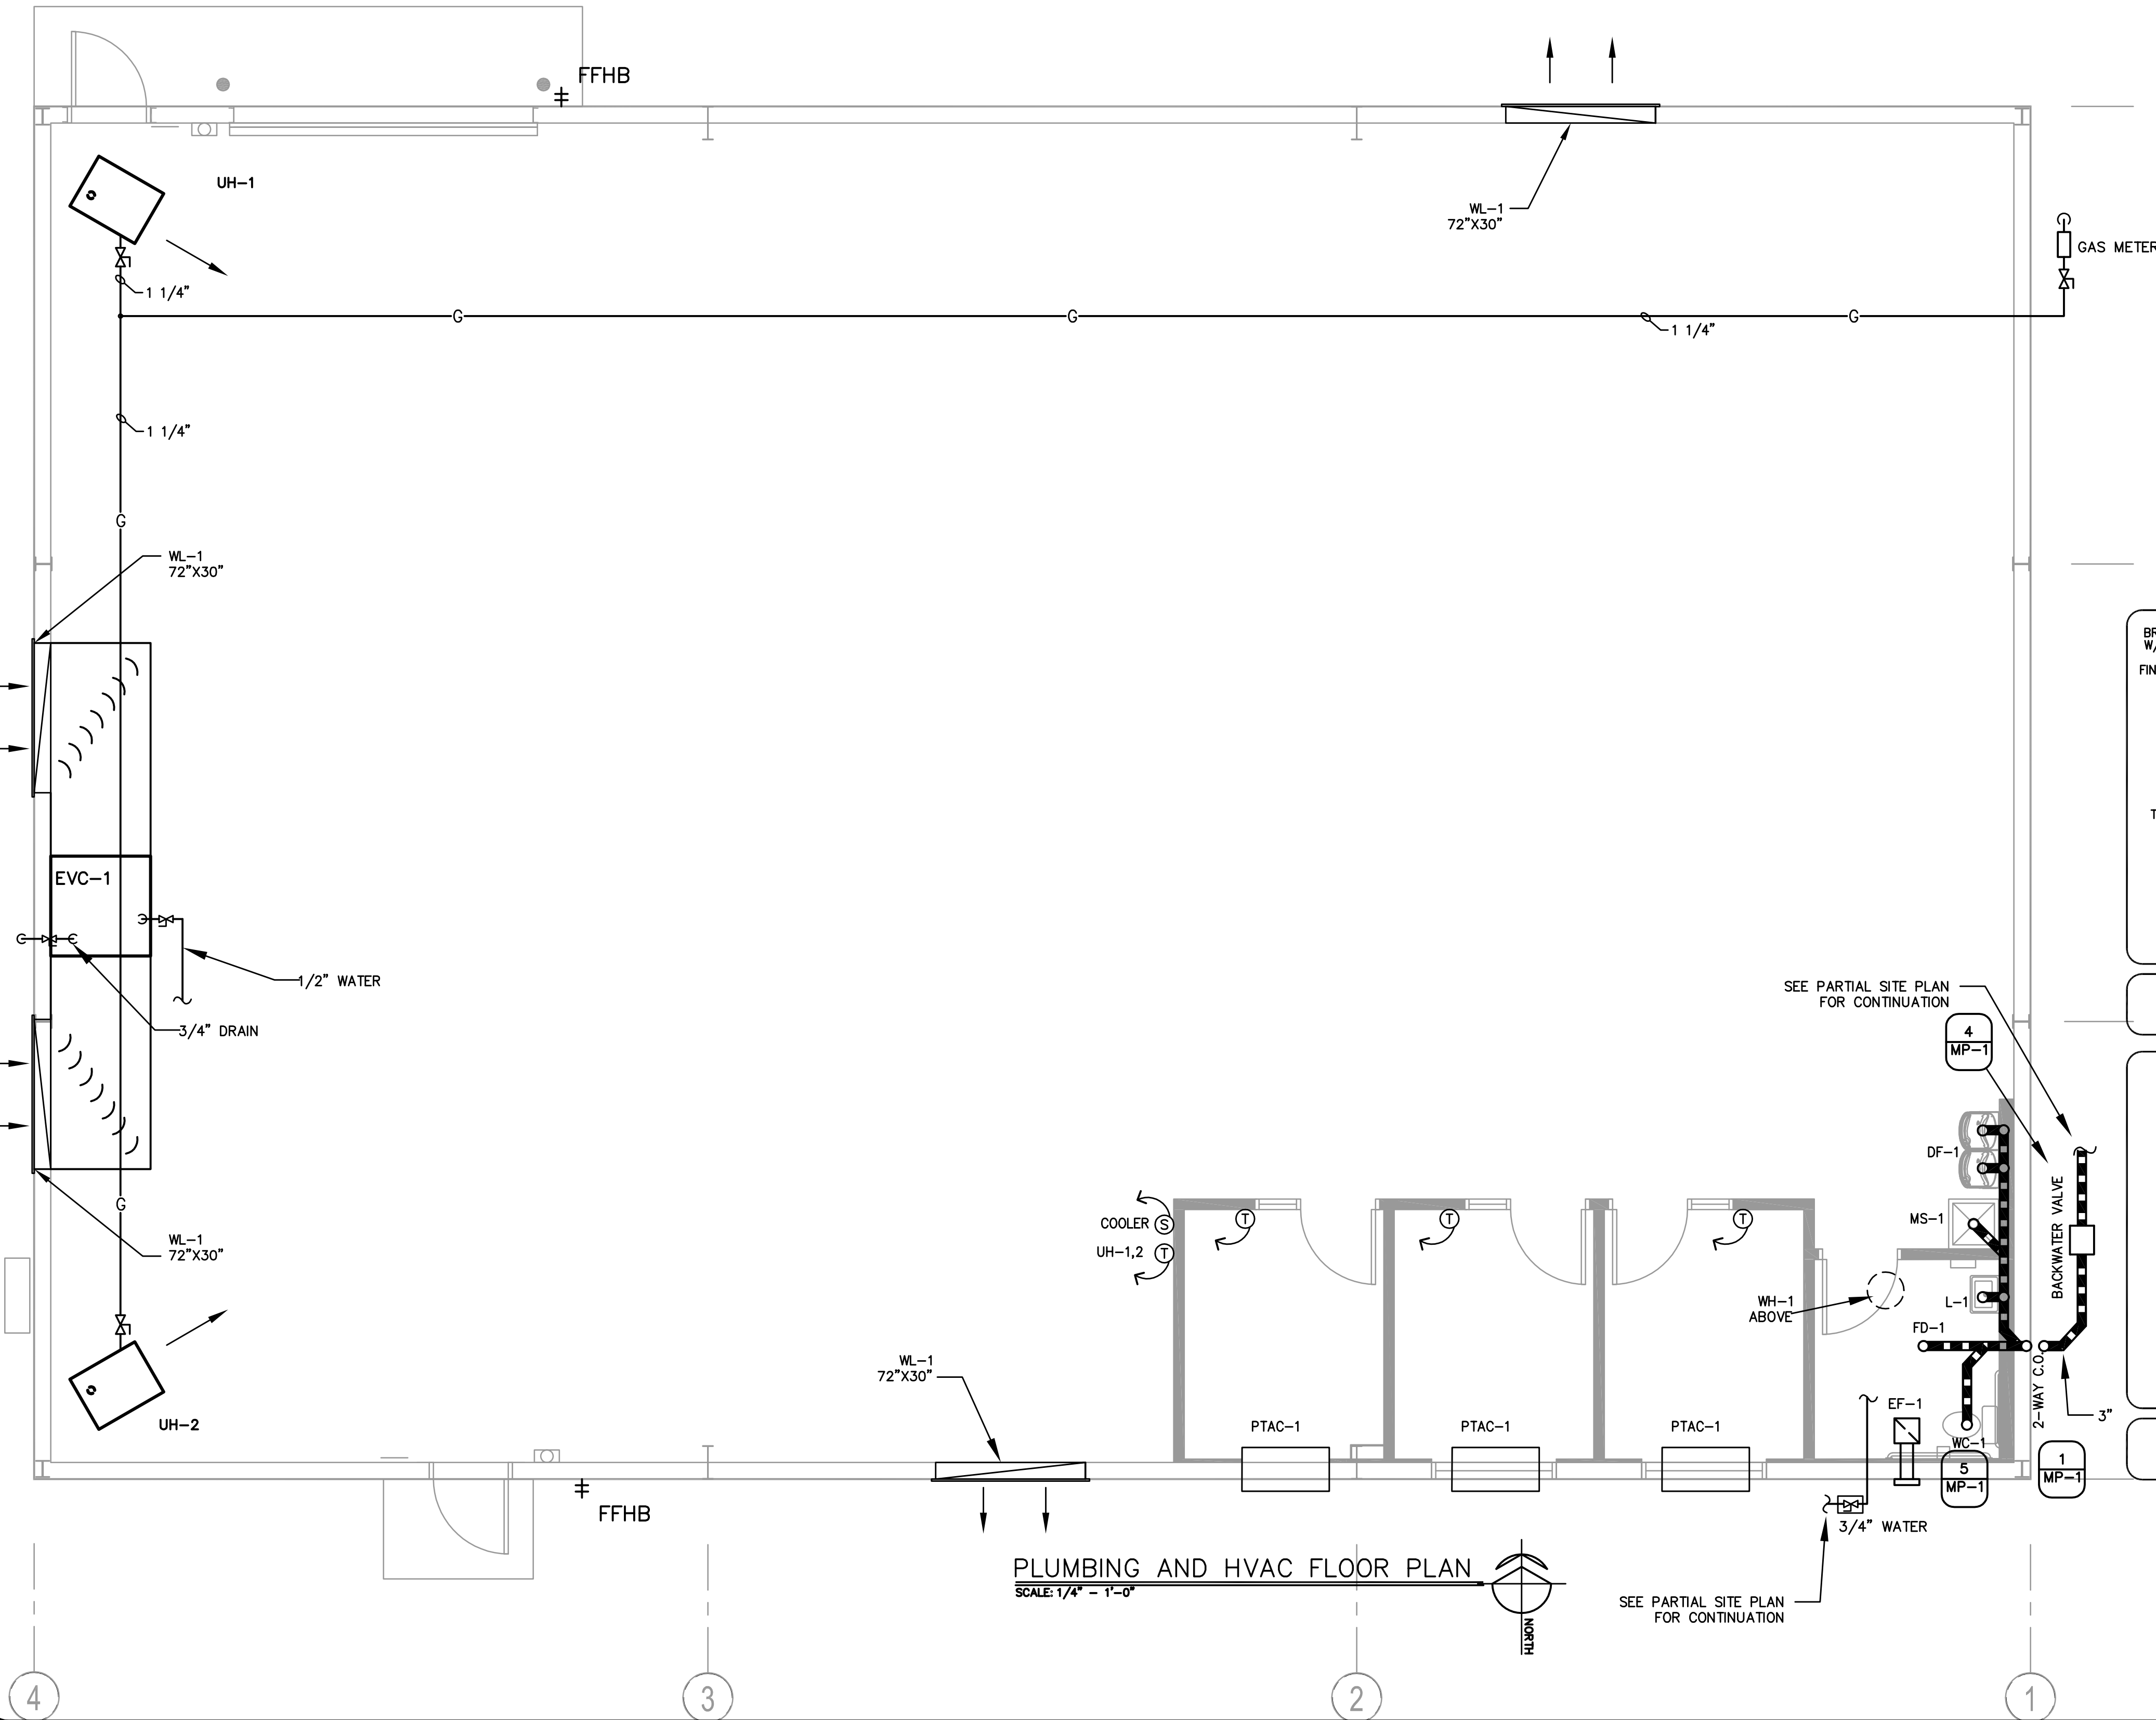 FFHB
UH-1
WL-1
72"X30"
GAS METER
1 1/4"
G
G
G
1 1/4"
1 1/4"
G
WL-1
72"X30"
BR
W/
FIN
T
EVC-1
1/2" WATER
3/4" DRAIN
SEE PARTIAL SITE PLAN
FOR CONTINUATION
4
MP-1
DF-1
BACKWATER VALVE
G
MS-1
COOLER S
UH-1,2 T
T
T
T
WL-1
72"X30"
WH-1
ABOVE
L-1
FD-1
WL-1
72"X30"
2-WAY C.O.
3"
EF-1
UH-2
PTAC-1
PTAC-1
PTAC-1
WC-1
5
MP-1
1
MP-1
FFHB
3/4" WATER
PLUMBING AND HVAC FLOOR PLAN
SCALE: 1/4" - 1'-0"
NORTH
SEE PARTIAL SITE PLAN
FOR CONTINUATION
4
3
2
1